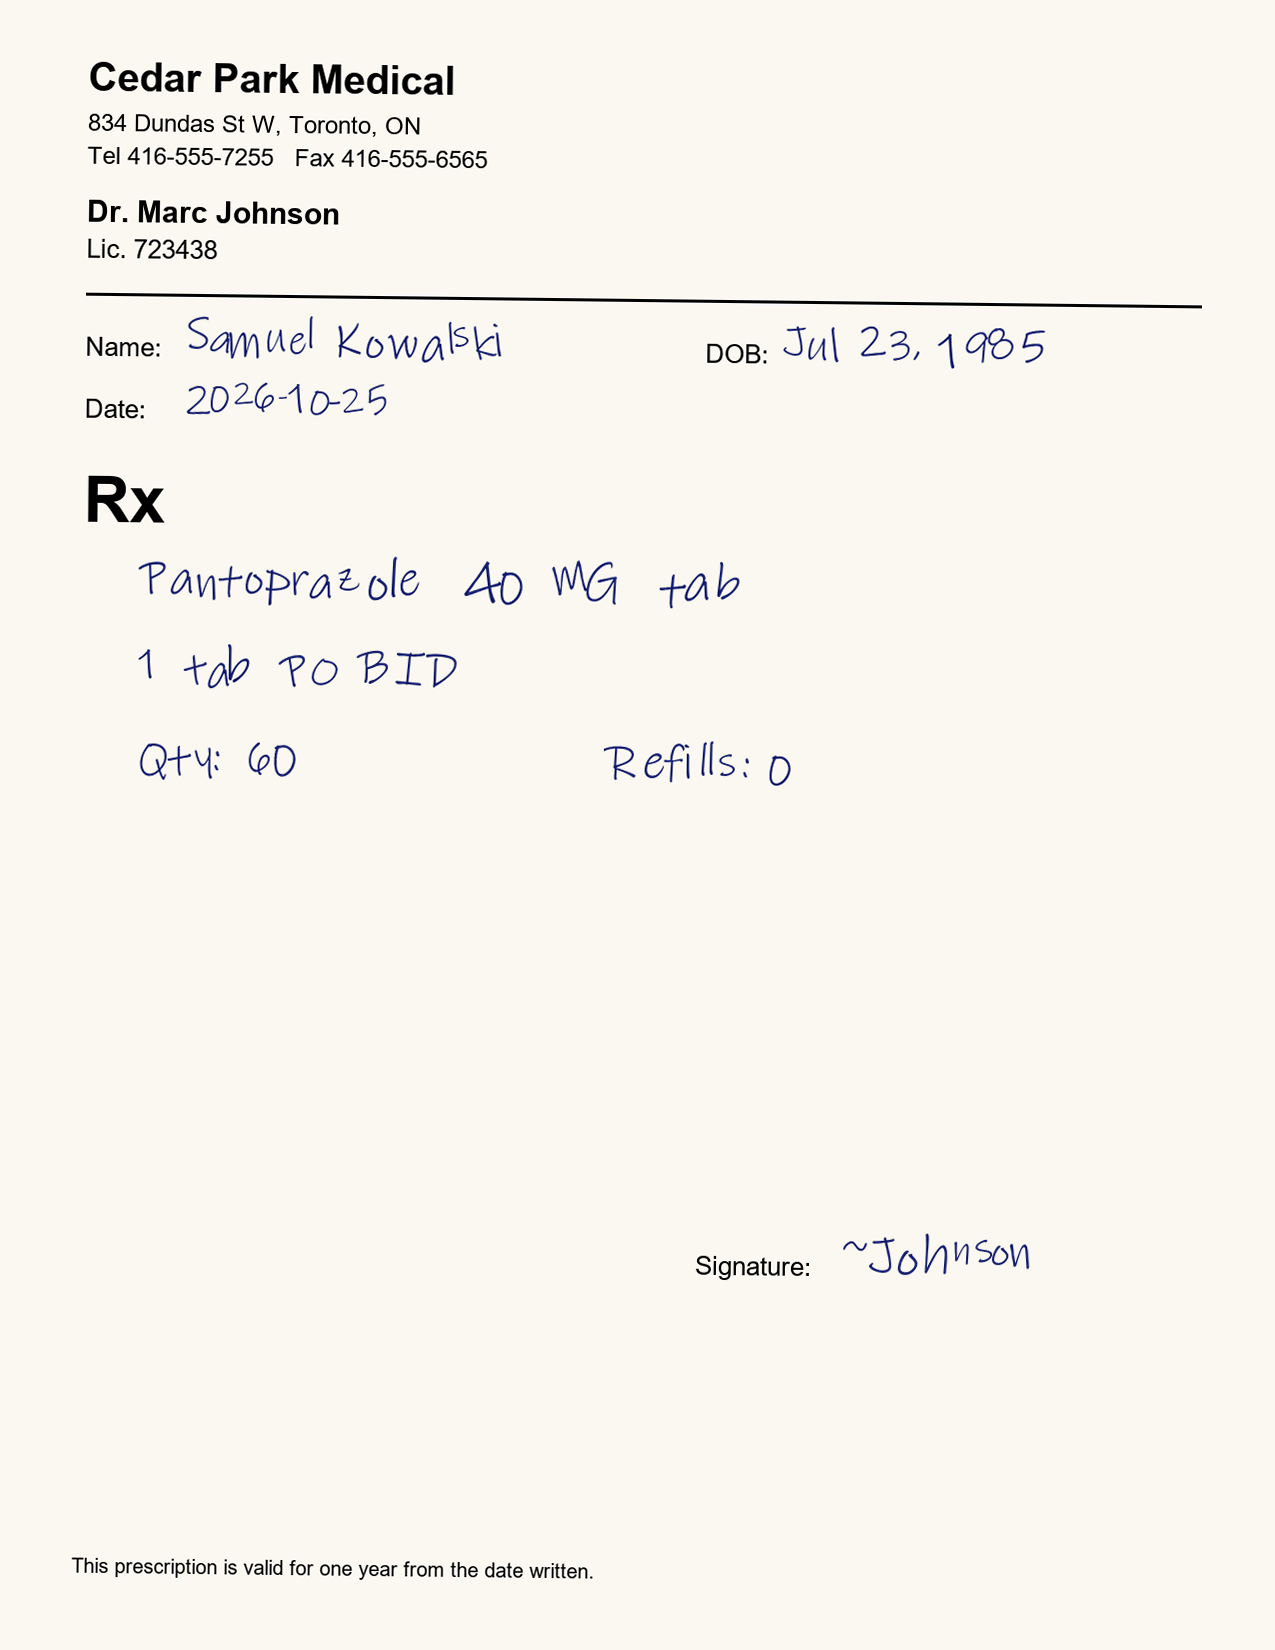 Cedar Park Medical
834 Dundas St W, Toronto, ON
Tel 416-555-7255 Fax 416-555-6565
Dr. Marc Johnson
Lic. 723438
Name: Samuel Kowalski DOB: Jul 23, 1985
Date: 2026-10-25
Rx
Pantoprazole 40 MG tab
1 tab PO BID
Qty: 60 Refills: 0
Signature: ~Johnson
This prescription is valid for one year from the date written.